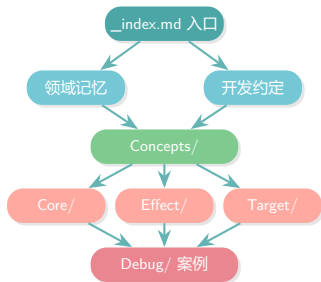 _index.md 入口
领域记忆
开发约定
Concepts/
Core/
Effect/
Target/
Debug/ 案例